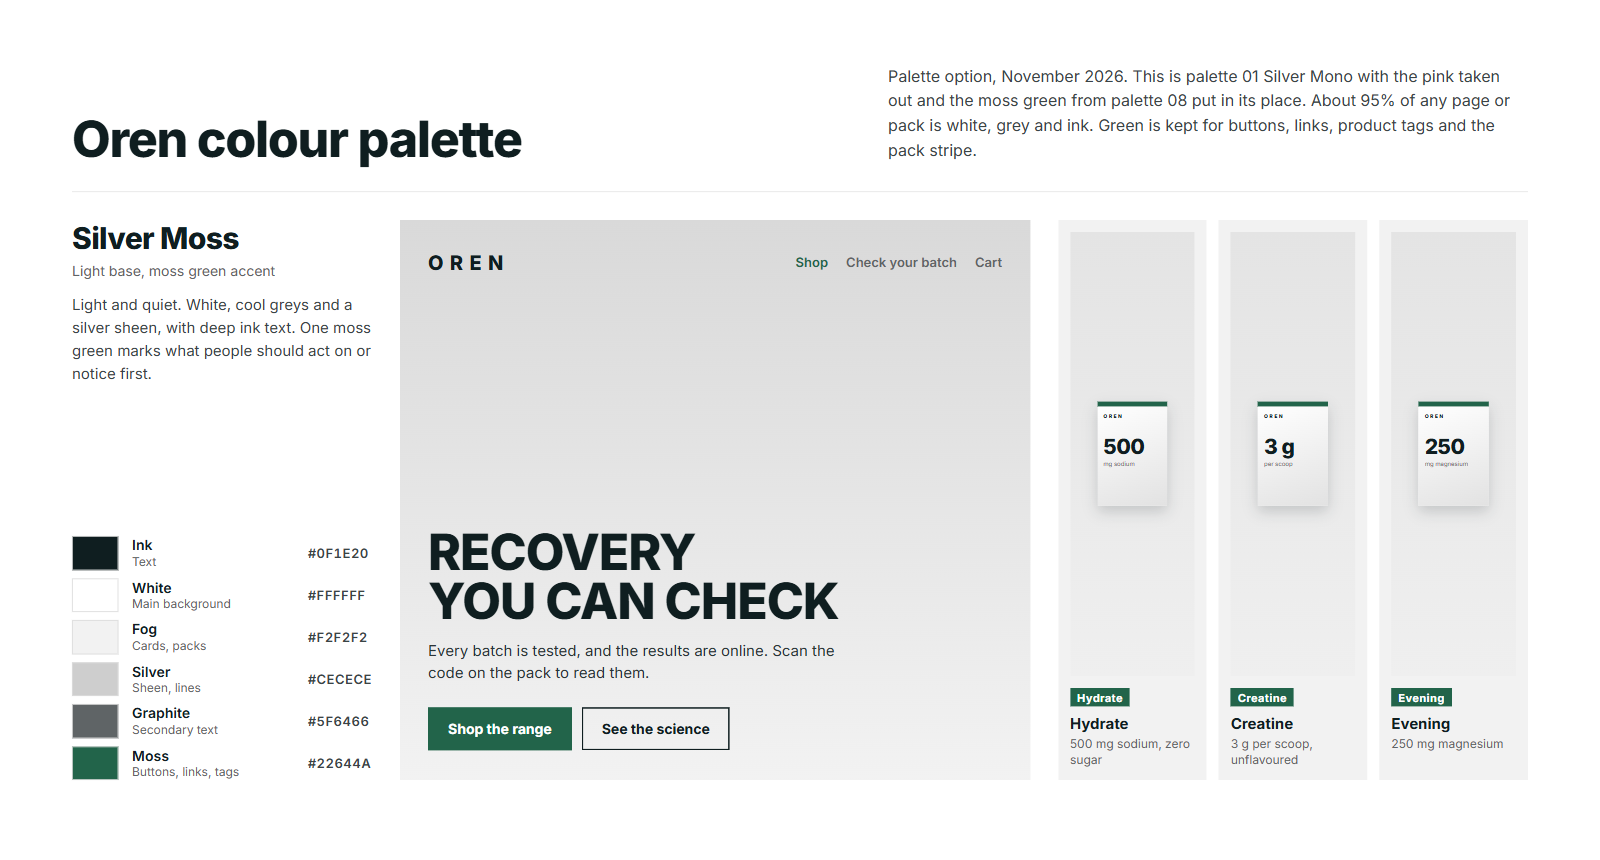 Oren colour palette
Palette option, November 2026. This is palette 01 Silver Mono with the pink taken
out and the moss green from palette 08 put in its place. About 95% of any page or
pack is white, grey and ink. Green is kept for buttons, links, product tags and the
pack stripe.
Silver Moss
Light base, moss green accent
Light and quiet. White, cool greys and a
silver sheen, with deep ink text. One moss
green marks what people should act on or
notice first.
Ink
Text
#0F1E20
White
Main background
#FFFFFF
Fog
Cards, packs
#F2F2F2
Silver
Sheen, lines
#CECECE
Graphite
Secondary text
#5F6466
Moss
Buttons, links, tags
#22644A
OREN
Shop Check your batch Cart
RECOVERY
YOU CAN CHECK
Every batch is tested, and the results are online. Scan the
code on the pack to read them.
Shop the range
See the science
OREN
500
mg sodium
Hydrate
Hydrate
500 mg sodium, zero
sugar
OREN
3 g
per scoop
Creatine
Creatine
3 g per scoop,
unflavoured
OREN
250
mg magnesium
Evening
Evening
250 mg magnesium